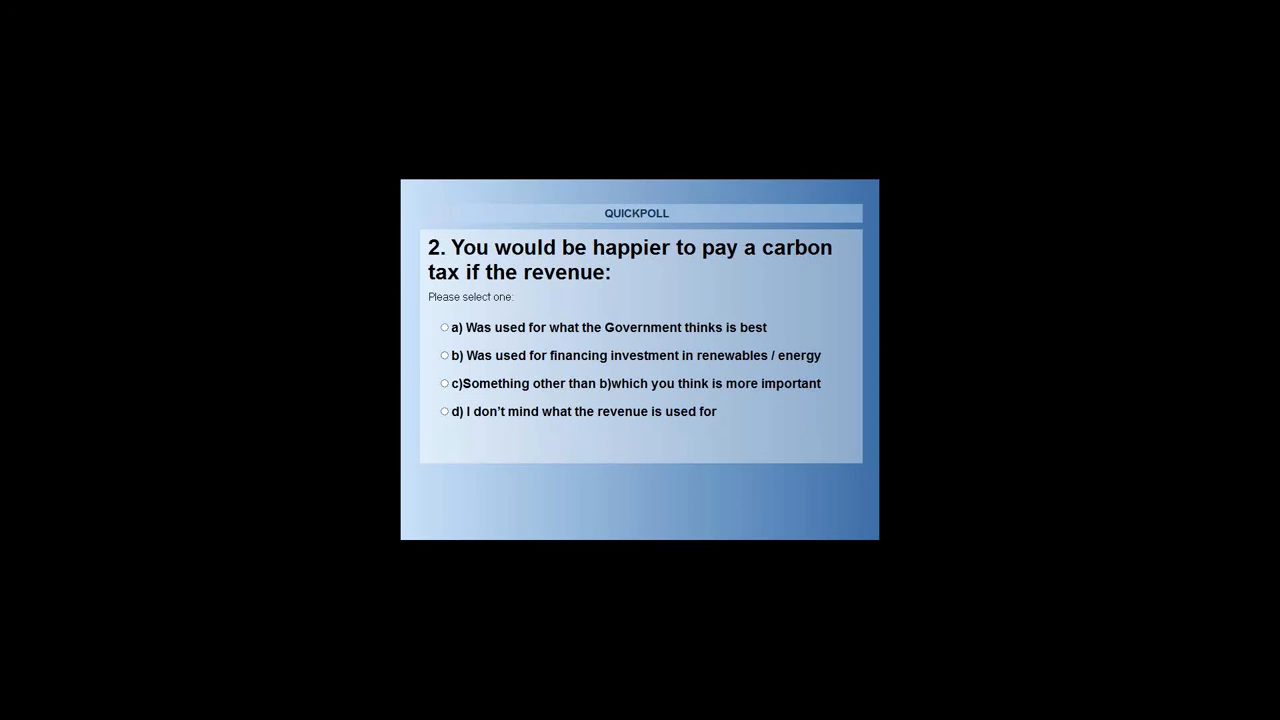 QUICKPOLL
2. You would be happier to pay a carbon
tax if the revenue:
Please select one:
a) Was used for what the Government thinks is best
b) Was used for financing investment in renewables / energy
c)Something other than b)which you think is more important
d) I don’t mind what the revenue is used for